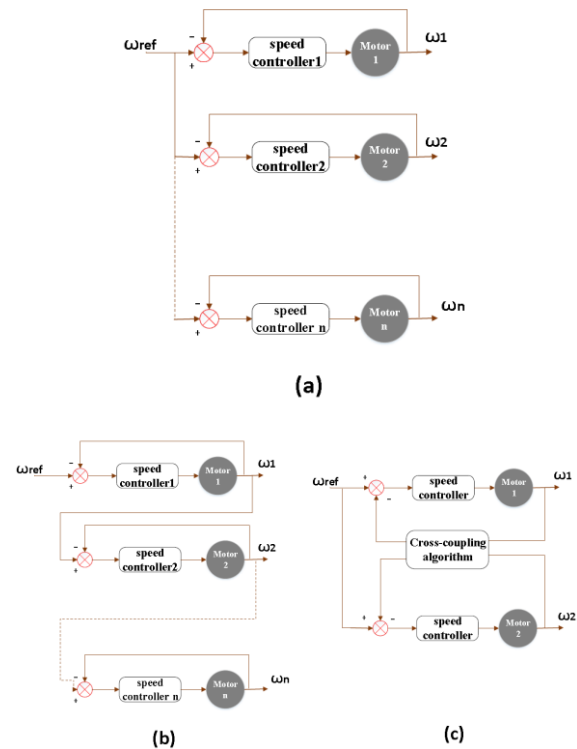 ωref
−
+
speed
controller1
Motor
1
ω1
−
+
speed
controller2
Motor
2
ω2
−
+
speed
controller n
Motor
n
ωn
(a)
ωref
−
+
speed
controller1
Motor
1
ω1
−
+
speed
controller2
Motor
2
ω2
−
+
speed
controller n
Motor
n
ωn
(b)
ωref
+
−
speed
controller
Motor
1
ω1
Cross-coupling
algorithm
+
−
speed
controller
Motor
2
ω2
(c)